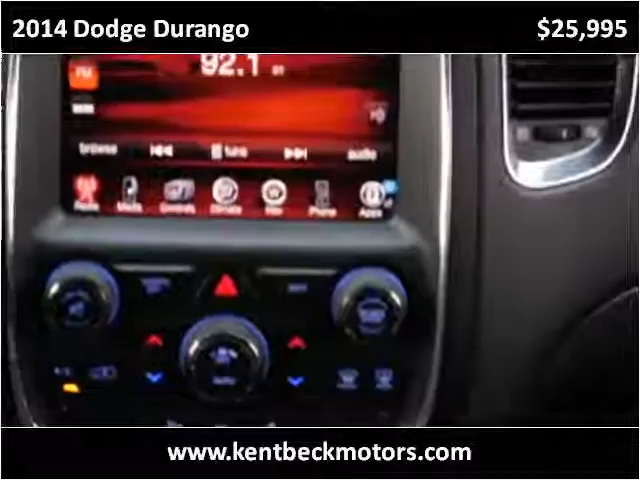 2014 Dodge Durango $25,995
FM 92.1
browse tune audio
Radio Media Controls Climate Nav Phone Apps
www.kentbeckmotors.com